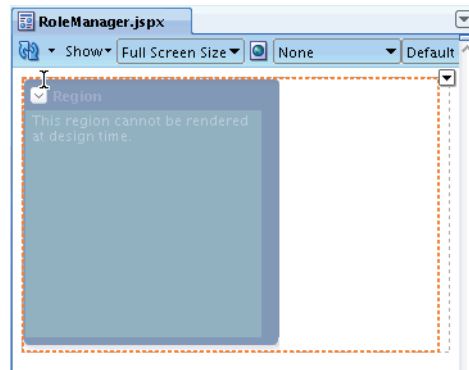 RoleManager.jspx
Show Full Screen Size None Default
Region
This region cannot be rendered
at design time.